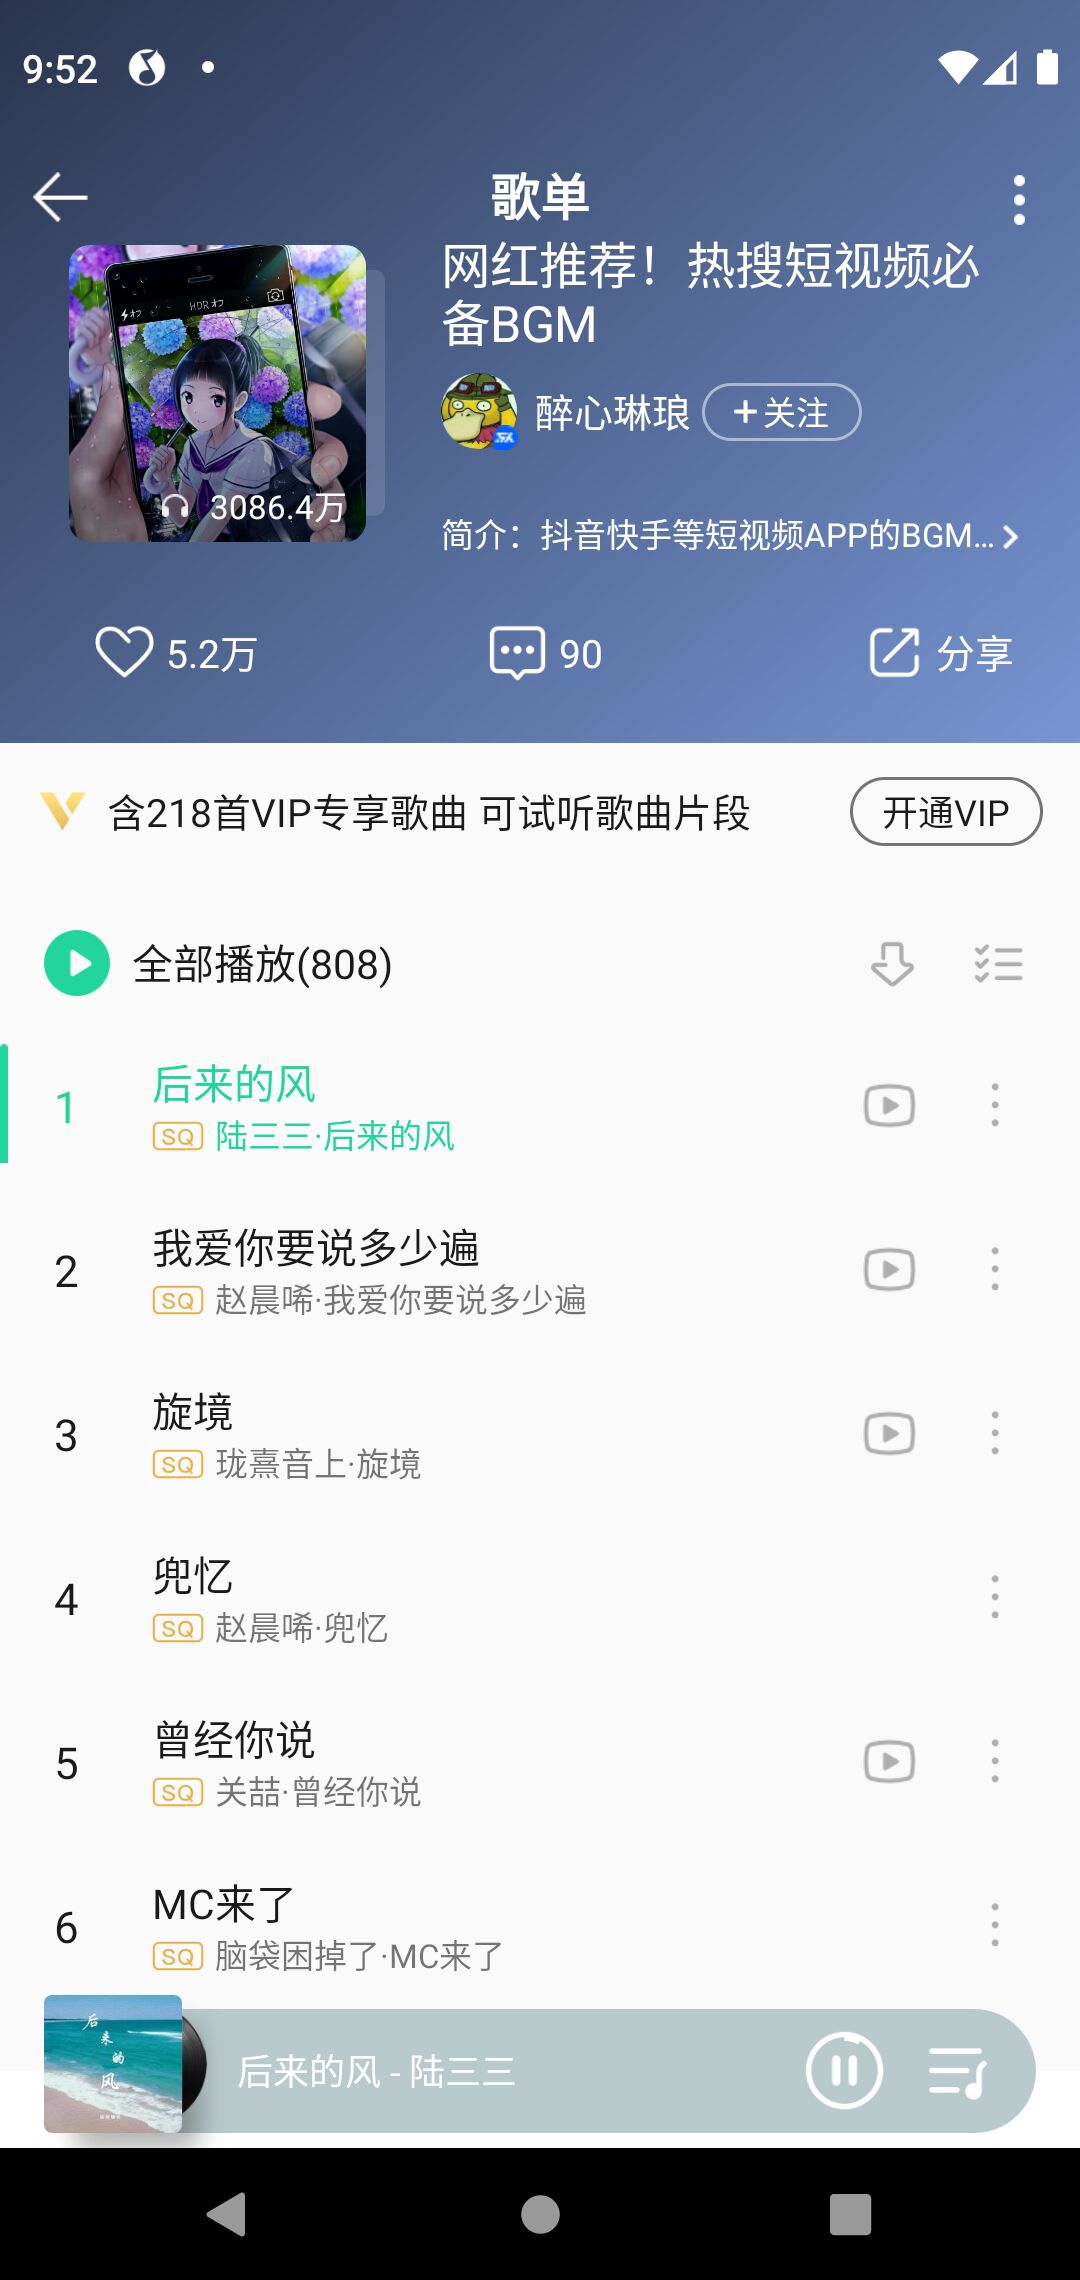 9:52
歌单
网红推荐！热搜短视频必
备BGM
醉心琳琅
+关注
HDR オフ
3086.4万
简介：抖音快手等短视频APP的BGM...
5.2万
90
分享
含218首VIP专享歌曲 可试听歌曲片段
开通VIP
全部播放(808)
1
后来的风
SQ 陆三三·后来的风
2
我爱你要说多少遍
SQ 赵晨唏·我爱你要说多少遍
3
旋境
SQ 珑熹音上·旋境
4
兜忆
SQ 赵晨唏·兜忆
5
曾经你说
SQ 关喆·曾经你说
6
MC来了
SQ 脑袋困掉了·MC来了
后来的风
后来的风 - 陆三三